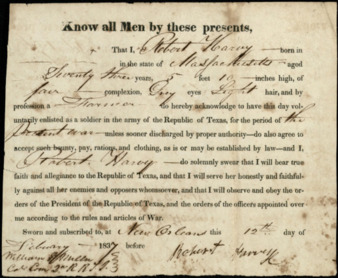 Know all Men by these presents,
That I, Robert Harvy born in
in the state of Massachusetts aged
Twenty three years, 5 feet 10 inches high, of
fair complexion, Gry eyes Light hair, and by
profession a Farmer do hereby acknowledge to have this day vol-
untarily enlisted as a soldier in the army of the Republic of Texas, for the period of the
present war unless sooner discharged by proper authority-do also agree to
accept such bounty, pay, rations, and clothing, as is or may be established by law-and I,
Robert Harvy do solemnly swear that I will bear true
faith and allegiance to the Republic of Texas, and that I will serve her honestly and faithfully
against all her enemies and opposers whomsoever, and that I will observe and obey the or-
ders of the President of the Republic of Texas, and the orders of the officers appointed over
me according to the rules and articles of War.
Sworn and subscribed to, at New Orleans this 12th day of
February 1837 before Robert Harvy
William S